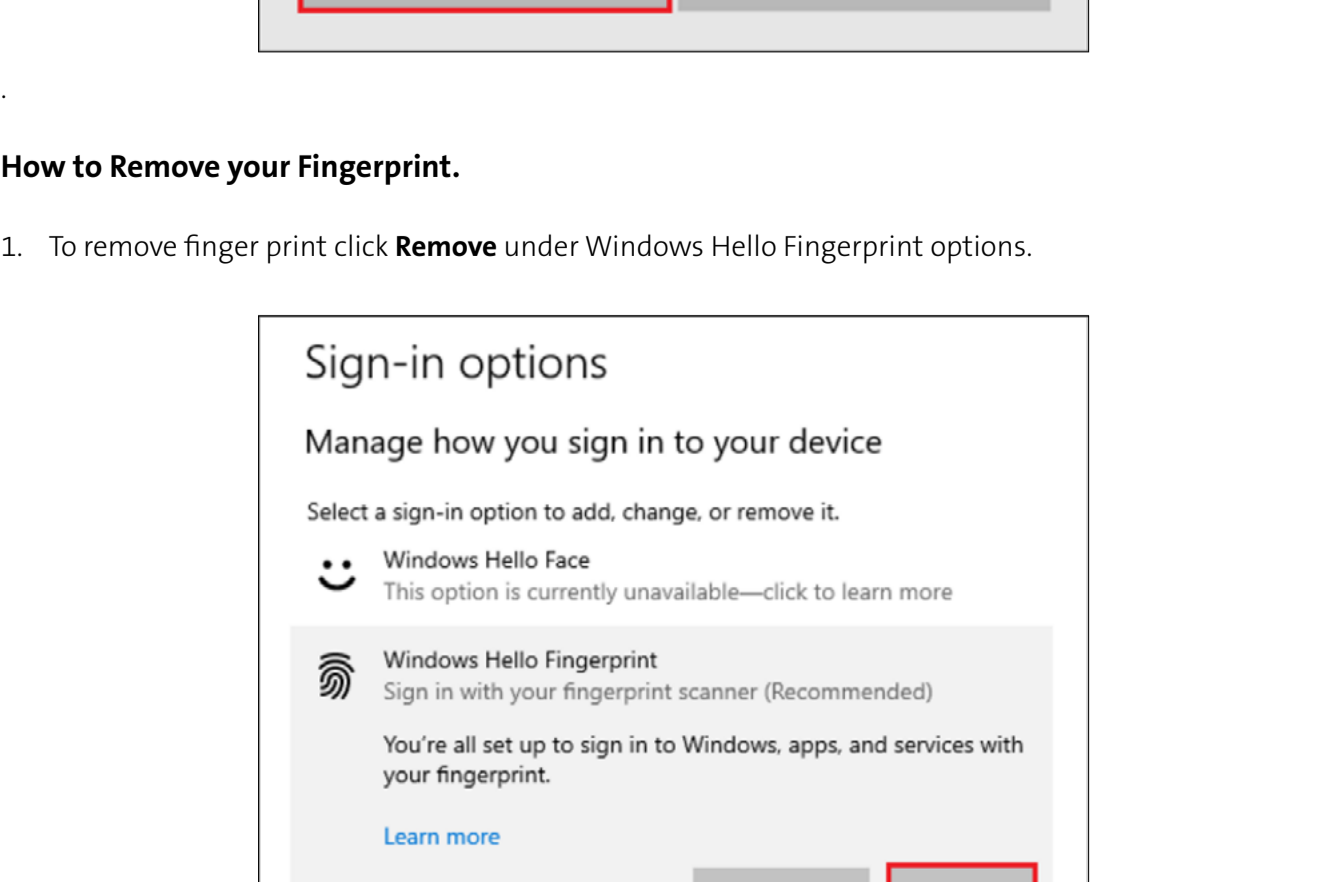 .
How to Remove your Fingerprint.
1. To remove finger print click Remove under Windows Hello Fingerprint options.
Sign-in options
Manage how you sign in to your device
Select a sign-in option to add, change, or remove it.
Windows Hello Face
This option is currently unavailable—click to learn more
Windows Hello Fingerprint
Sign in with your fingerprint scanner (Recommended)
You're all set up to sign in to Windows, apps, and services with
your fingerprint.
Learn more